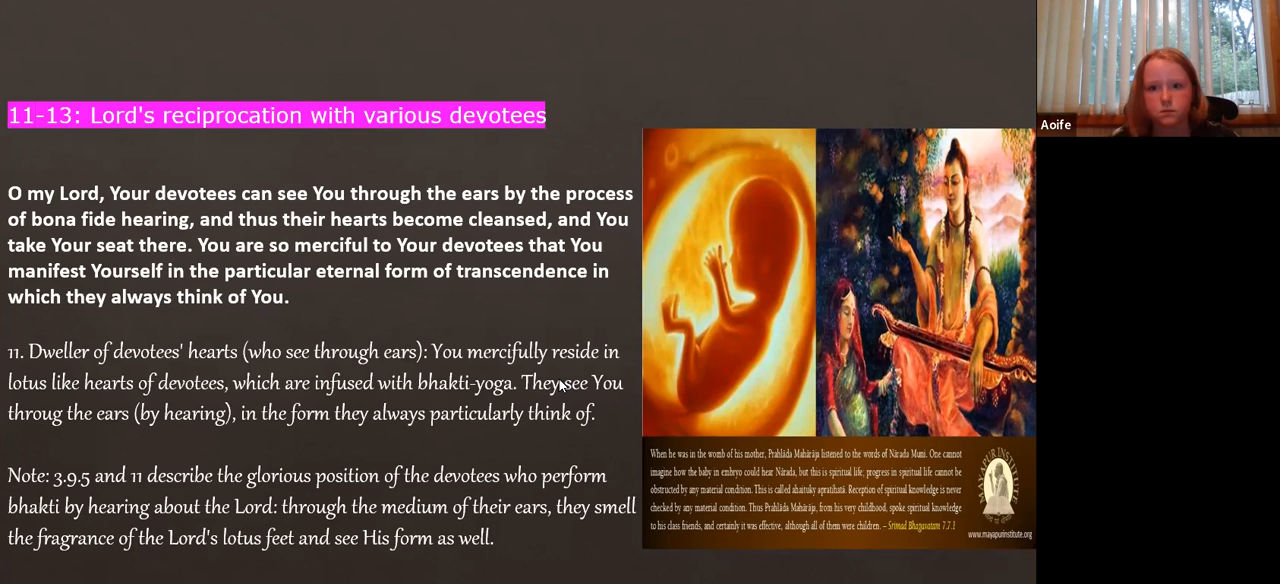 11-13: Lord's reciprocation with various devotees
O my Lord, Your devotees can see You through the ears by the process
of bona fide hearing, and thus their hearts become cleansed, and You
take Your seat there. You are so merciful to Your devotees that You
manifest Yourself in the particular eternal form of transcendence in
which they always think of You.
11. Dweller of devotees' hearts (who see through ears): You mercifully reside in
lotus like hearts of devotees, which are infused with bhakti-yoga. They see You
throug the ears (by hearing), in the form they always particularly think of.
Note: 3.9.5 and 11 describe the glorious position of the devotees who perform
bhakti by hearing about the Lord: through the medium of their ears, they smell
the fragrance of the Lord's lotus feet and see His form as well.
When he was in the womb of his mother, Prahlāda Mahārāja listened to the words of Nārada Muni. One cannot
imagine how the baby in embryo could hear Nārada, but this is spiritual life; progress in spiritual life cannot be
obstructed by any material condition. This is called ahaituky apratihatā. Reception of spiritual knowledge is never
checked by any material condition. Thus Prahlāda Mahārāja, from his very childhood, spoke spiritual knowledge
to his class friends, and certainly it was effective, although all of them were children. – Srimad Bhagavatam 7.7.1
MAYAPUR INSTITUTE
www.mayapurinstitute.org
Aoife